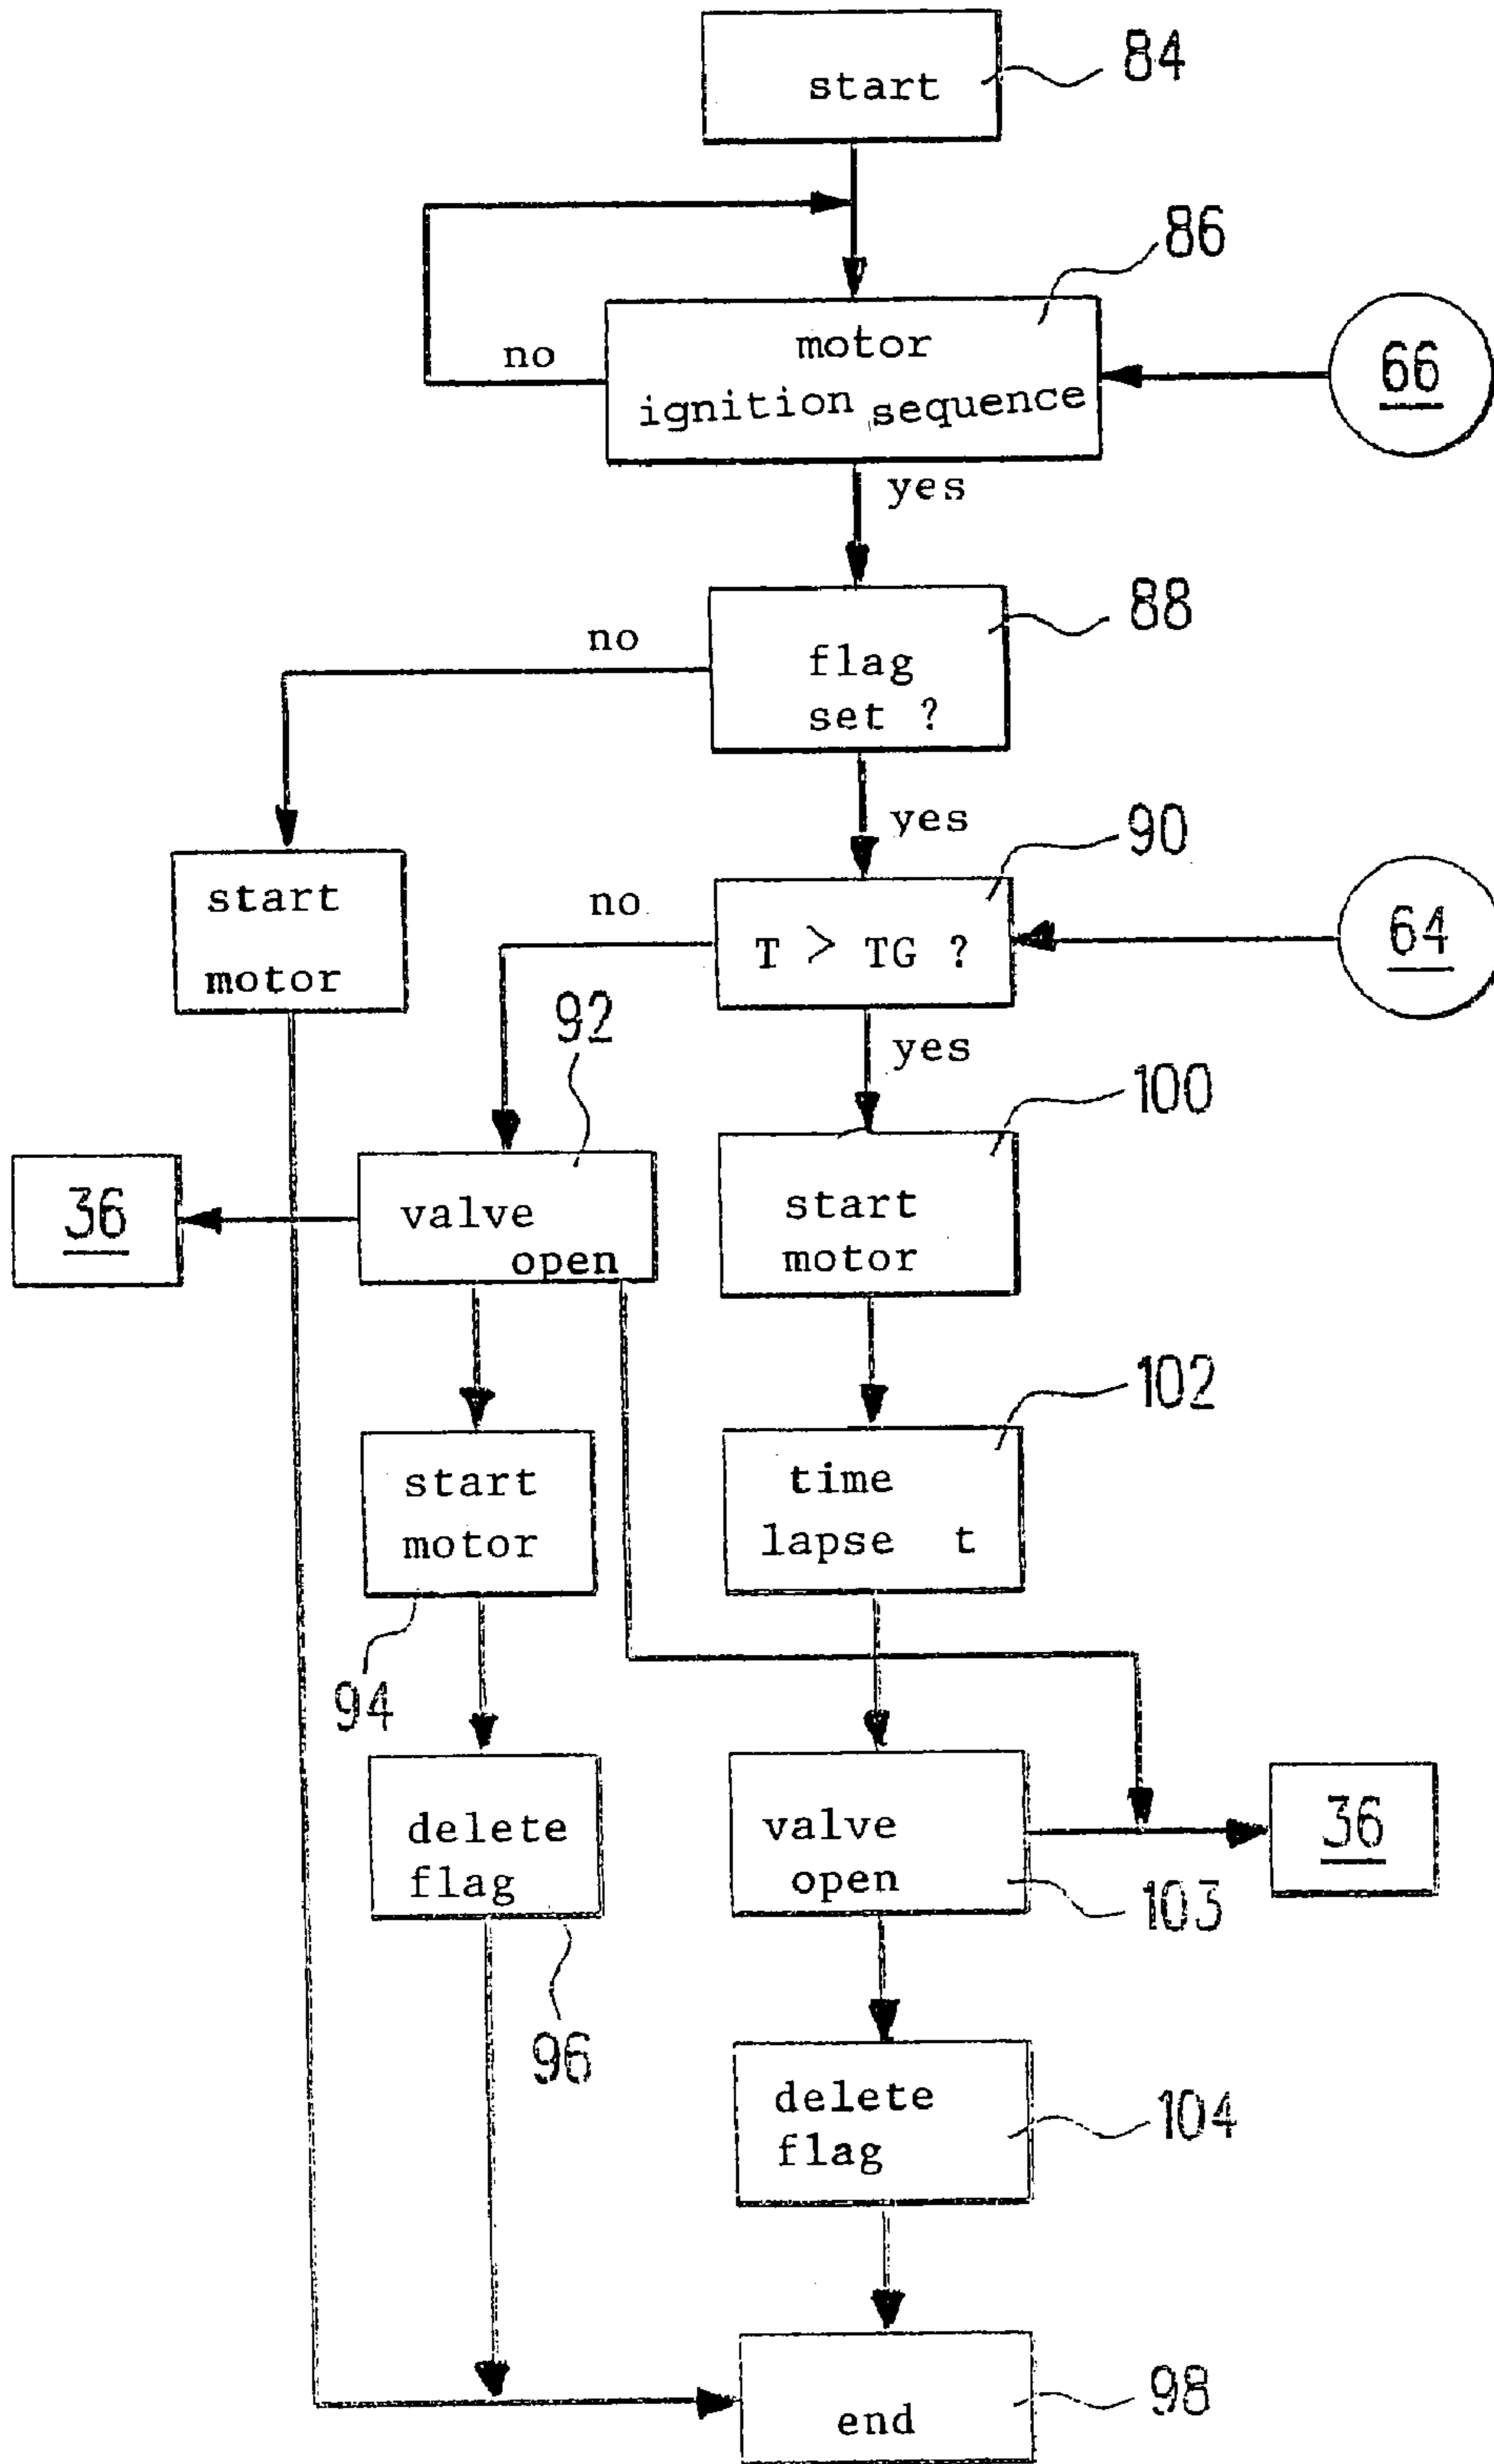 start
84
86
motor
ignition sequence
66
no
yes
88
flag
set ?
no
yes
90
start
motor
T > TG ?
64
no
92
yes
100
36
valve
open
start
motor
102
start
motor
time
lapse t
94
delete
flag
valve
open
36
103
96
delete
flag
104
98
end